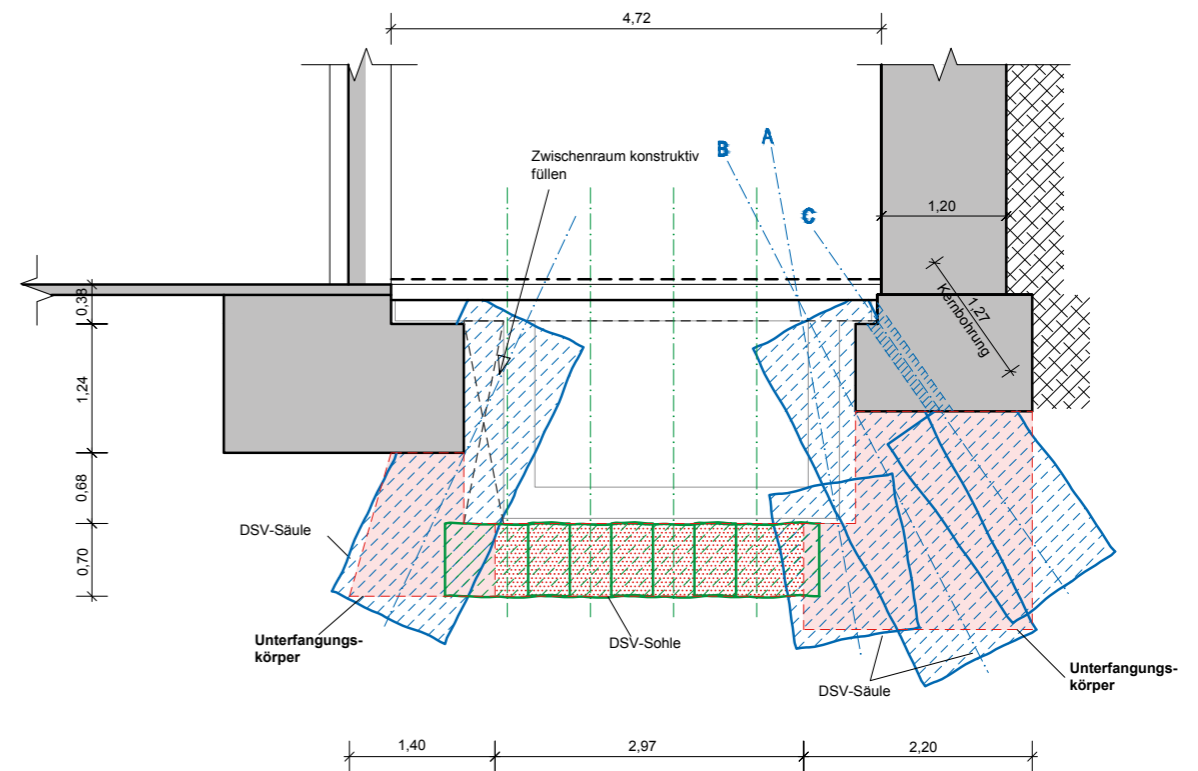 4,72
Zwischenraum konstruktiv
füllen
A
B
C
1,20
0,38
1.27
Kernbohrung
1,24
0,68
DSV-Säule
0,70
Unterfangungs-
körper
DSV-Sohle
DSV-Säule
Unterfangungs-
körper
1,40
2,97
2,20